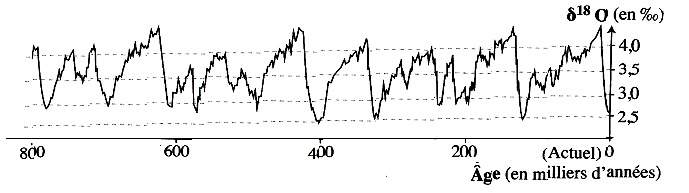 δ¹⁸ O (en ‰)
4,0
3,5
3,0
2,5
800 600 400 200 (Actuel) 0
Âge (en milliers d'années)